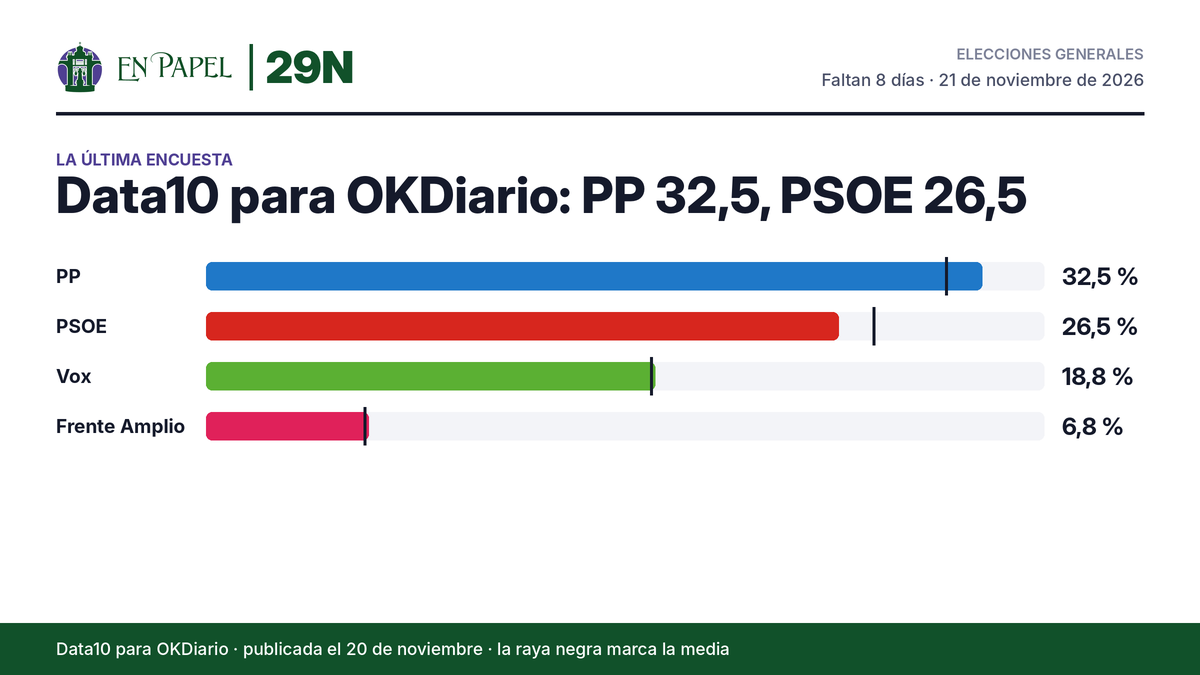 EN PAPEL | 29N
ELECCIONES GENERALES
Faltan 8 días · 21 de noviembre de 2026
LA ÚLTIMA ENCUESTA
Data10 para OKDiario: PP 32,5, PSOE 26,5
PP 32,5 %
PSOE 26,5 %
Vox 18,8 %
Frente Amplio 6,8 %
Data10 para OKDiario · publicada el 20 de noviembre · la raya negra marca la media